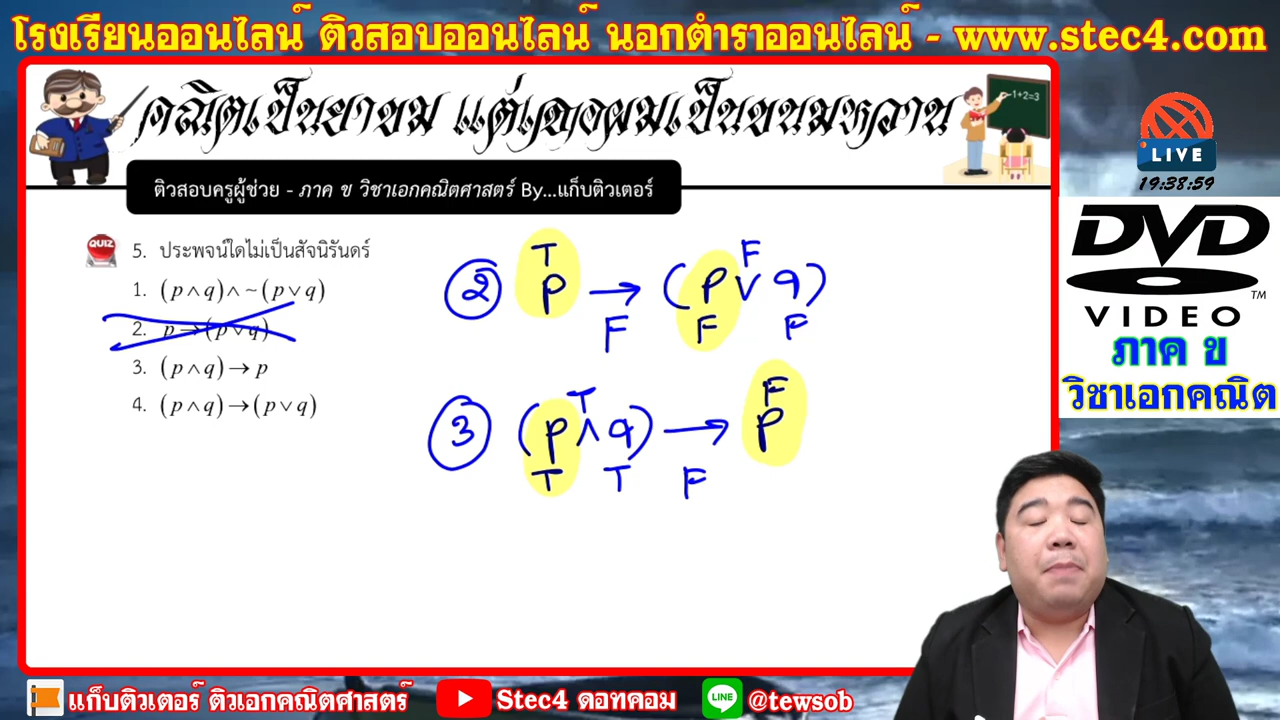 โรงเรียนออนไลน์ ติวสอบออนไลน์ นอกตำราออนไลน์ - www.stec4.com
คณิตเป็นยาขม แต่เธอผมเป็นขนมหวาน
1+2=3
LIVE
19:38:59
ติวสอบครูผู้ช่วย - ภาค ข วิชาเอกคณิตศาสตร์ By...แก็บติวเตอร์
DVD
VIDEO
TM
ภาค ข
วิชาเอกคณิต
QUIZ 5. ประพจน์ใดไม่เป็นสัจนิรันดร์
1. (p ∧ q) ∧ ~ (p ∨ q)
2. p → (p ∨ q)
3. (p ∧ q) → p
4. (p ∧ q) → (p ∨ q)
T F
② p → (p ∨ q)
F F F
T F
③ (p ∧ q) → p
T T F
แก็บติวเตอร์ ติวเอกคณิตศาสตร์ Stec4 ดอทคอม LINE @tewsob